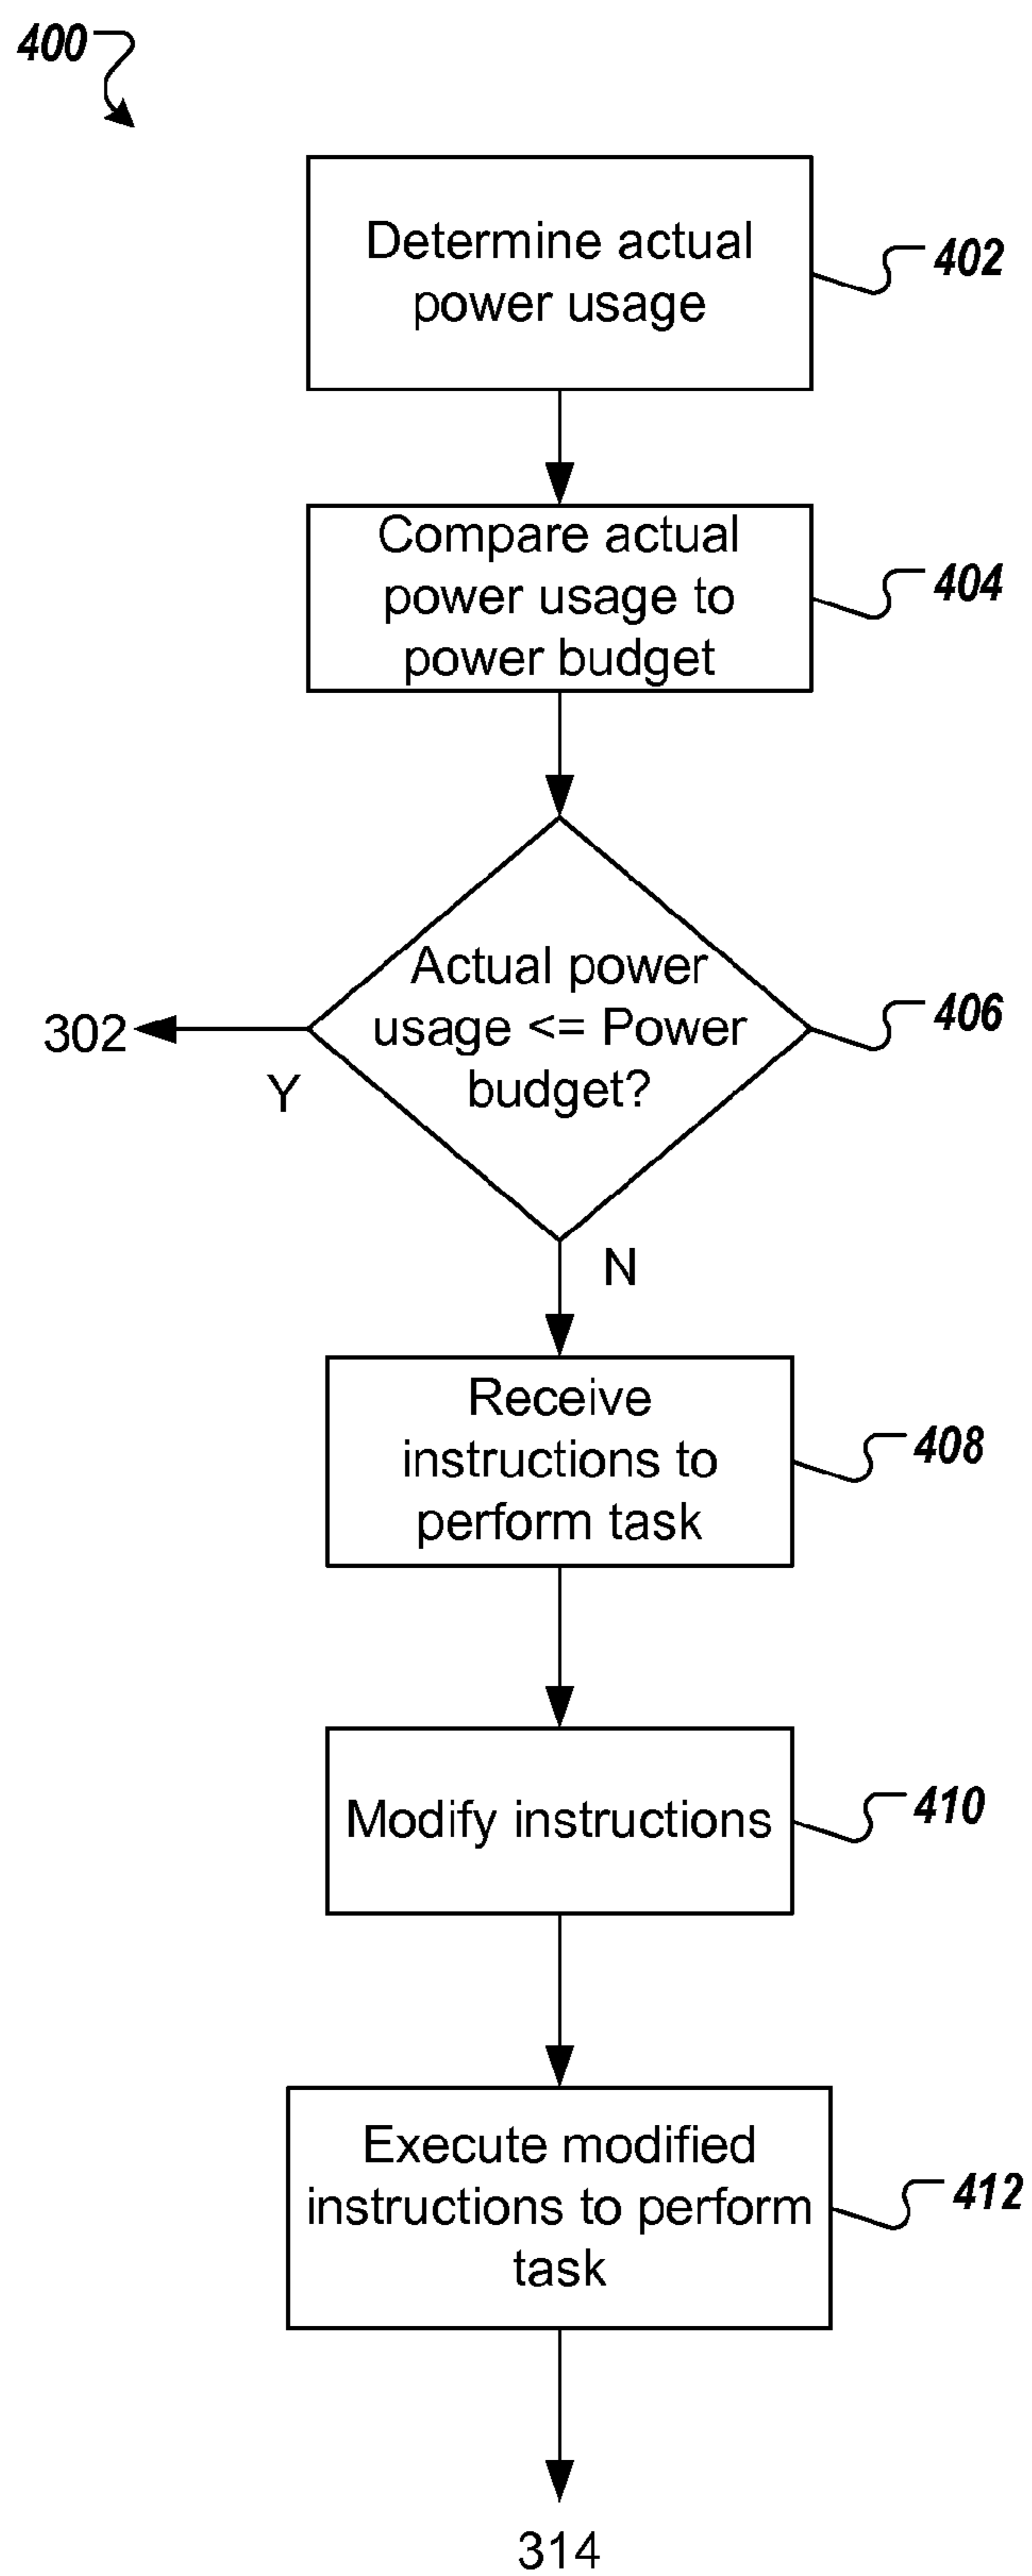 400
Determine actual
power usage
402
Compare actual
power usage to
power budget
404
Actual power
usage <= Power
budget?
406
302
Y
N
Receive
instructions to
perform task
408
Modify instructions
410
Execute modified
instructions to perform
task
412
314